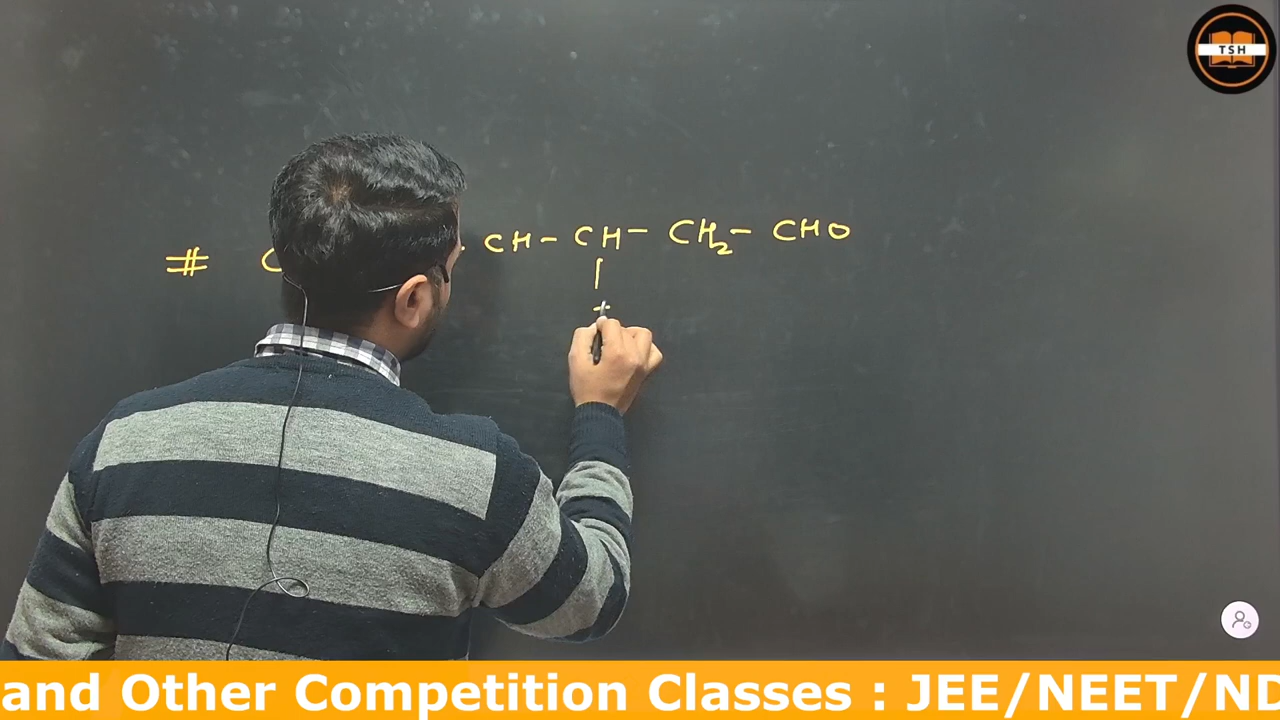 TSH
# C - CH - CH - CH₂ - CHO
and Other Competition Classes : JEE/NEET/ND